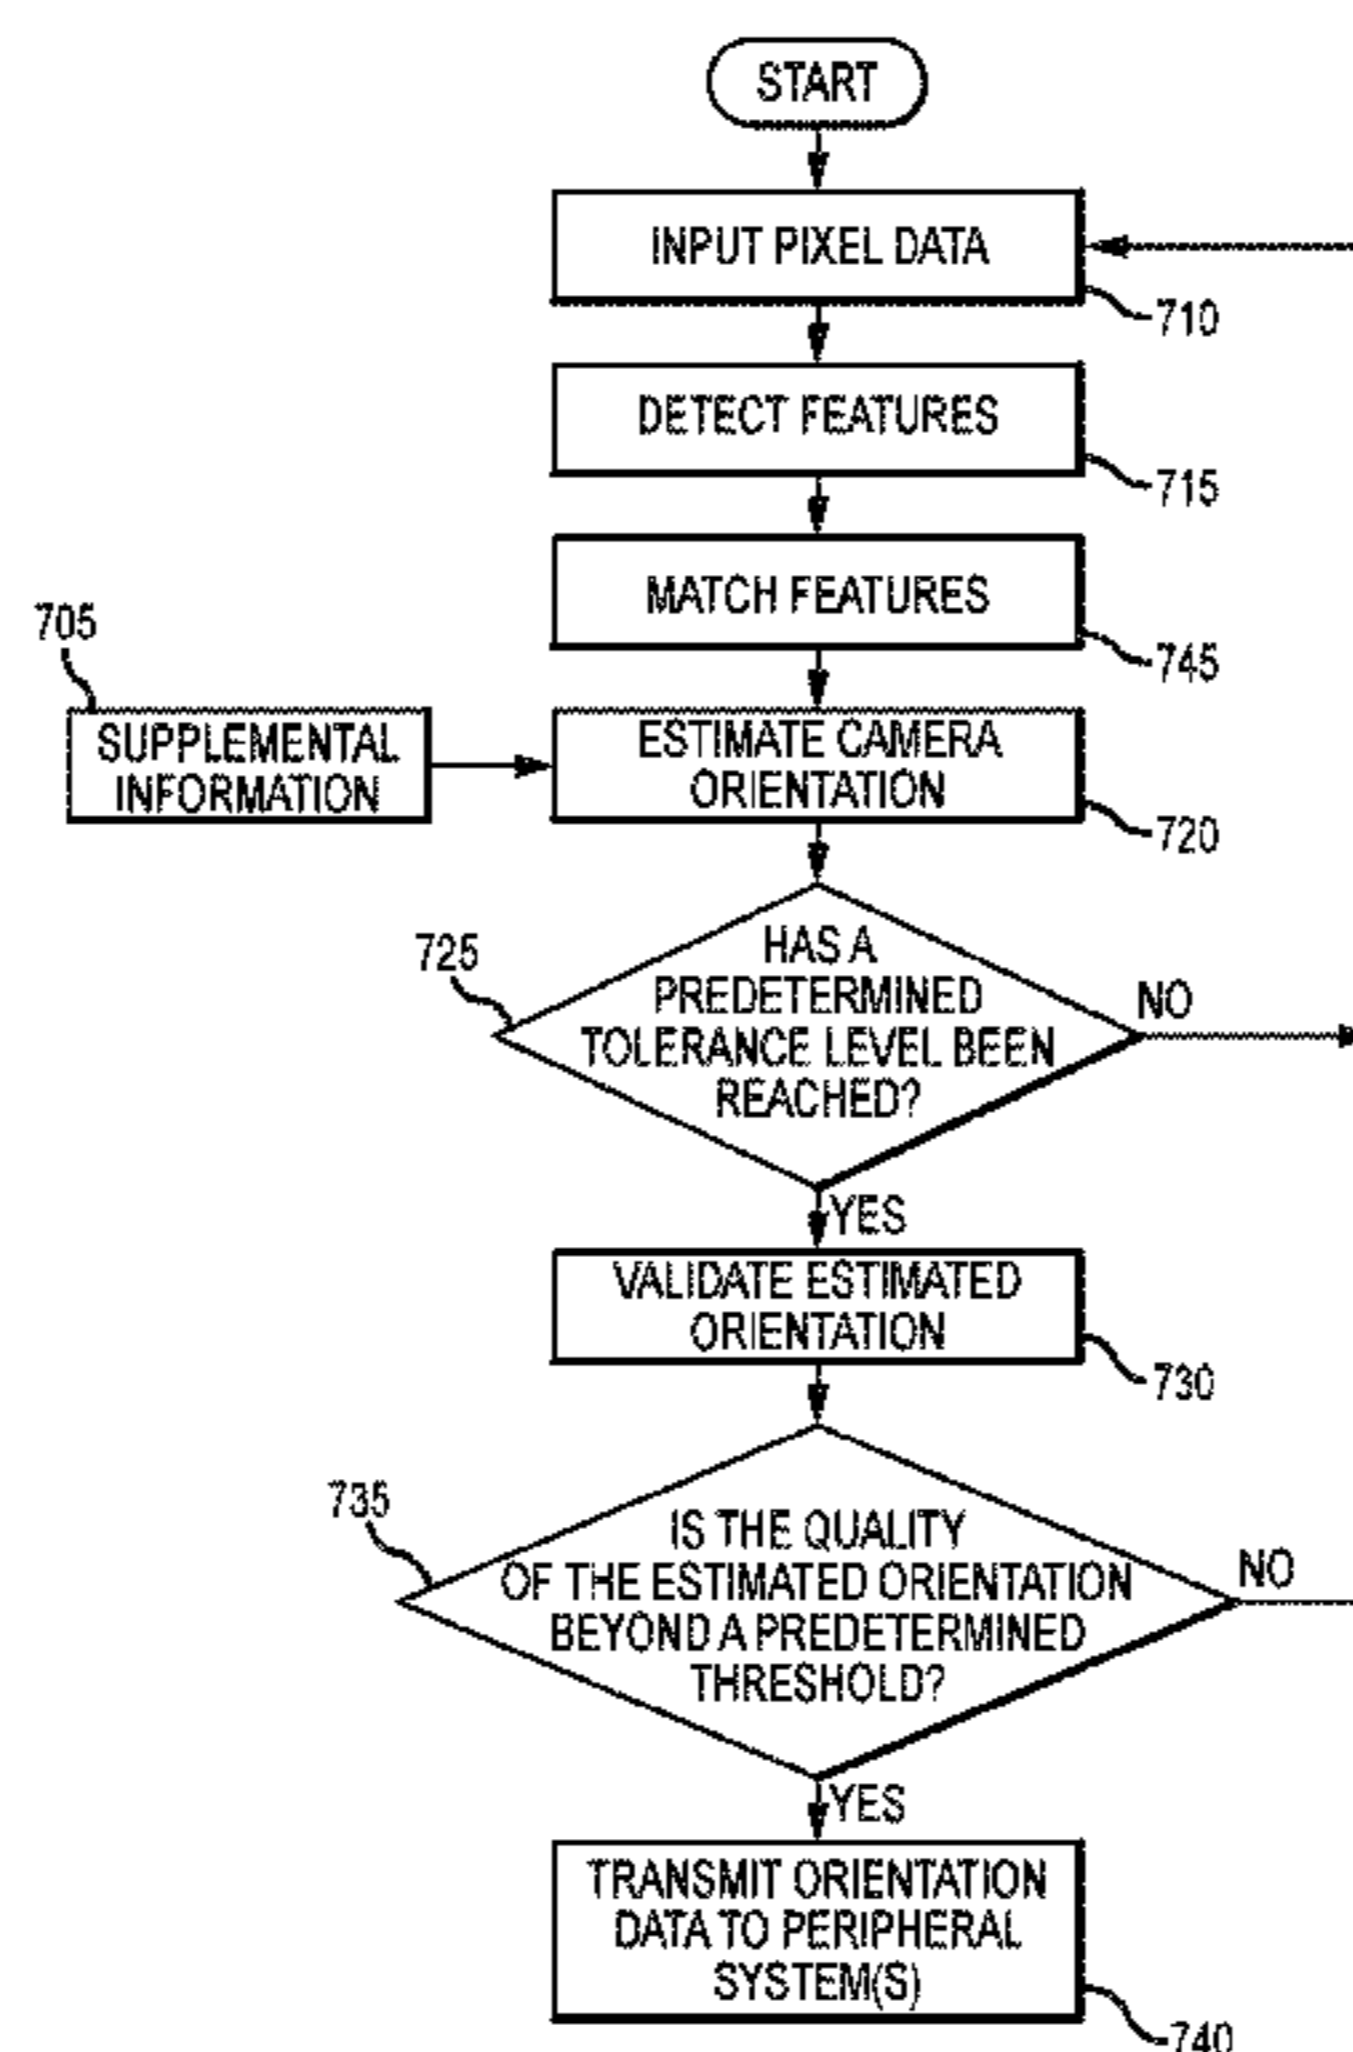 START
INPUT PIXEL DATA
710
DETECT FEATURES
715
MATCH FEATURES
745
705
SUPPLEMENTAL
INFORMATION
ESTIMATE CAMERA
ORIENTATION
720
725
HAS A
PREDETERMINED
TOLERANCE LEVEL BEEN
REACHED?
NO
YES
VALIDATE ESTIMATED
ORIENTATION
730
735
IS THE QUALITY
OF THE ESTIMATED ORIENTATION
BEYOND A PREDETERMINED
THRESHOLD?
NO
YES
TRANSMIT ORIENTATION
DATA TO PERIPHERAL
SYSTEM(S)
740